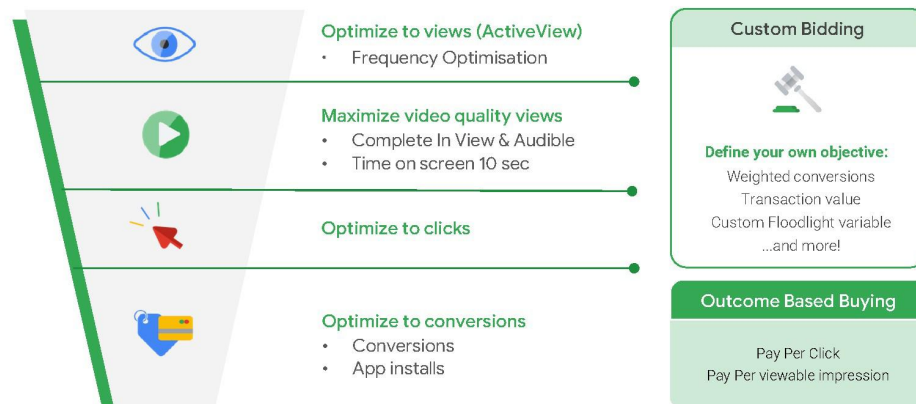 Optimize to views (ActiveView)
• Frequency Optimisation
Maximize video quality views
• Complete In View & Audible
• Time on screen 10 sec
Optimize to clicks
Optimize to conversions
• Conversions
• App installs
Custom Bidding
Define your own objective:
Weighted conversions
Transaction value
Custom Floodlight variable
...and more!
Outcome Based Buying
Pay Per Click
Pay Per viewable impression